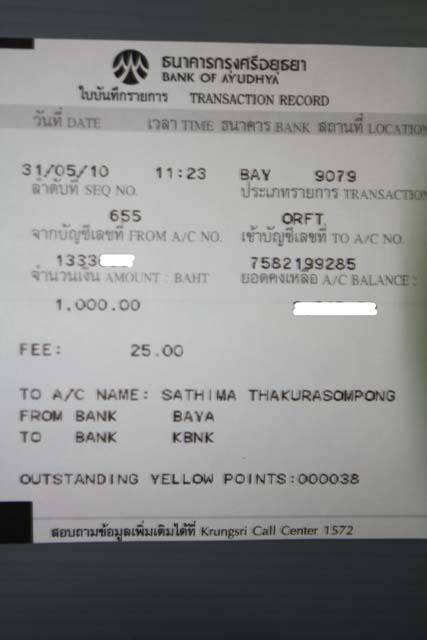 ธนาคารกรุงศรีอยุธยา
BANK OF AYUDHYA
ใบบันทึกรายการ TRANSACTION RECORD
วันที่ DATE เวลา TIME ธนาคาร BANK สถานที่ LOCATION
31/05/10 11:23 BAY 9079
ลำดับที่ SEQ NO. ประเภทรายการ TRANSACTION
655 ORFT
จากบัญชีเลขที่ FROM A/C NO. เข้าบัญชีเลขที่ TO A/C NO.
1333 7582199285
จำนวนเงิน AMOUNT : BAHT ยอดคงเหลือ A/C BALANCE :
1,000.00
FEE: 25.00
TO A/C NAME: SATHIMA THAKURASOMPONG
FROM BANK BAYA
TO BANK KBNK
OUTSTANDING YELLOW POINTS:000038
สอบถามข้อมูลเพิ่มเติมได้ที่ Krungsri Call Center 1572